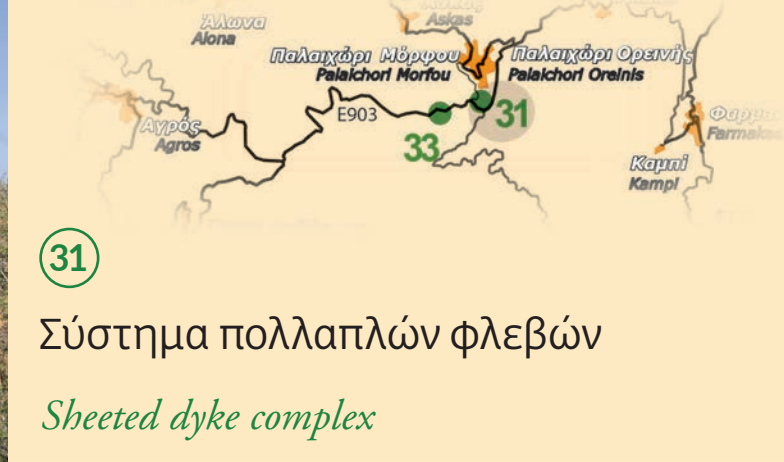 Άλωνα
Alona
Askas
Παλαιχώρι Μόρφου
Palaichori Morfou
Παλαιχώρι Ορεινής
Palaichori Oreinis
E903
31
33
Αγρός
Agros
Καμπί
Kampi
31
Σύστημα πολλαπλών φλεβών
Sheeted dyke complex